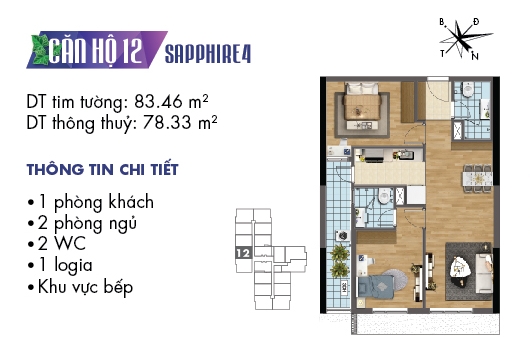 CĂN HỘ 12 SAPPHIRE4
B Đ
T N
DT tim tường: 83.46 m²
DT thông thuỷ: 78.33 m²
THÔNG TIN CHI TIẾT
• 1 phòng khách
• 2 phòng ngủ
• 2 WC
• 1 logia
• Khu vực bếp
12